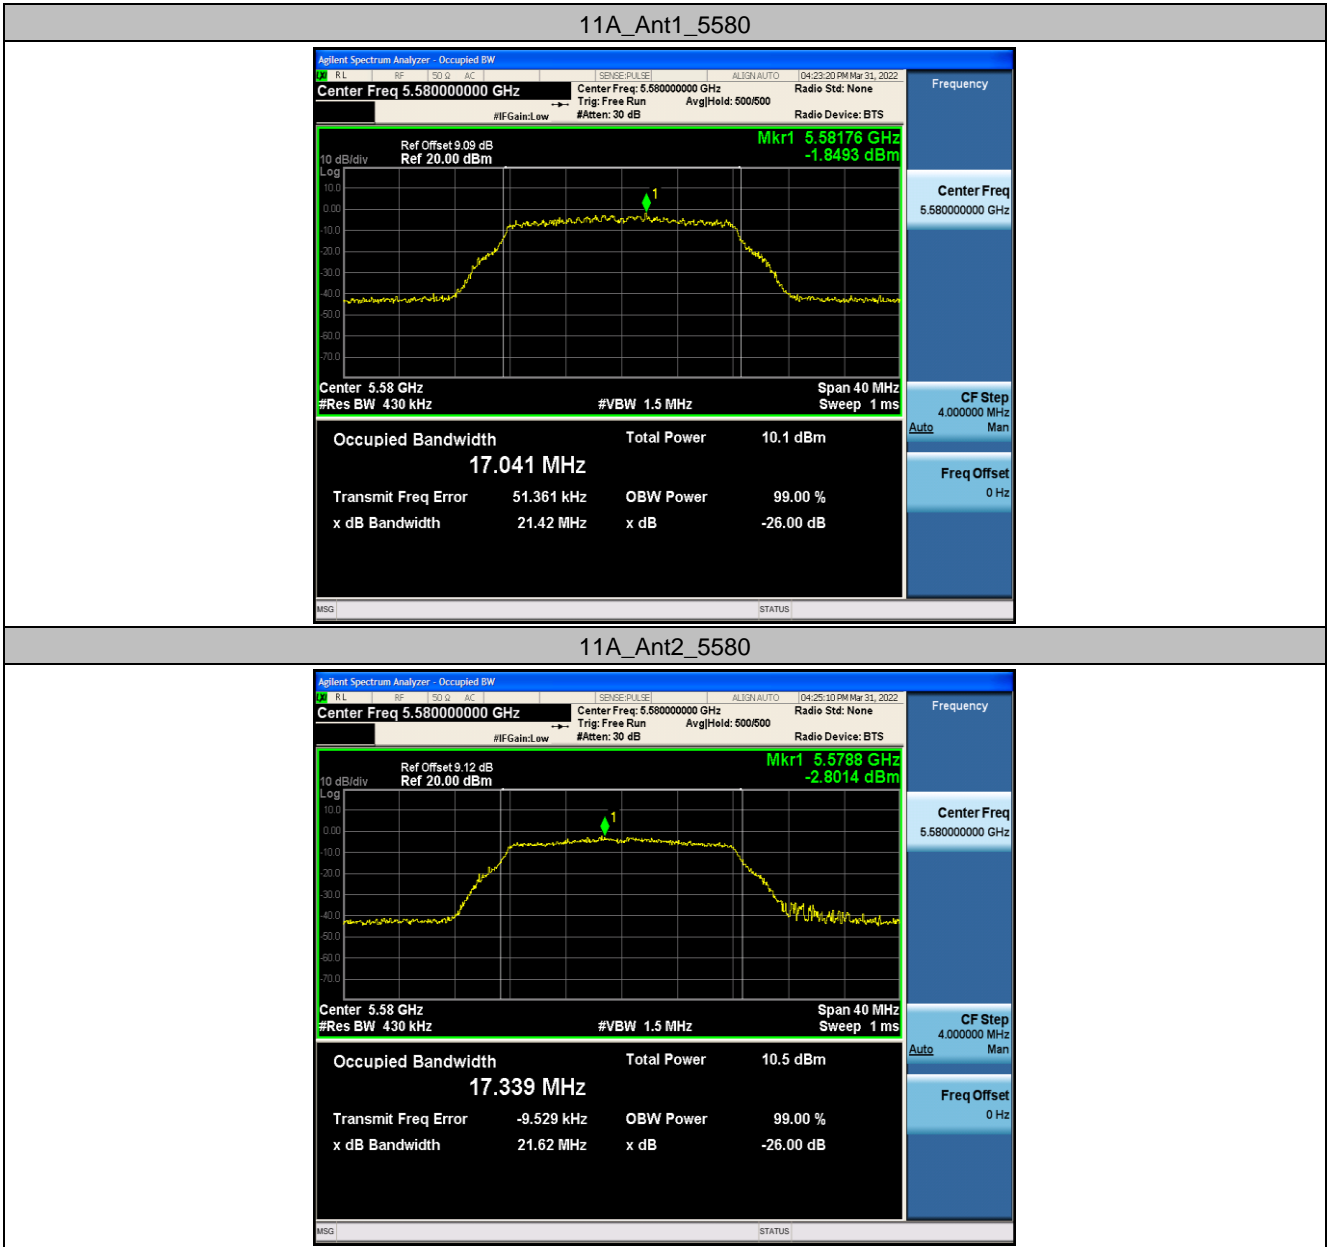 11A_Ant1_5580
Agilent Spectrum Analyzer - Occupied BW
LXI RL RF 50 Ω AC SENSE:PULSE ALIGN AUTO 04:23:20 PM Mar 31, 2022
Center Freq 5.580000000 GHz Center Freq: 5.580000000 GHz Radio Std: None Frequency
Trig: Free Run Avg|Hold: 500/500
#IFGain:Low #Atten: 30 dB Radio Device: BTS
Mkr1 5.58176 GHz
Ref Offset 9.09 dB
10 dB/div Ref 20.00 dBm -1.8493 dBm
Log
10.0
0.00
-10.0
-20.0
-30.0
-40.0
-50.0
-60.0
-70.0
1
Center 5.58 GHz Span 40 MHz
#Res BW 430 kHz #VBW 1.5 MHz Sweep 1 ms
Occupied Bandwidth Total Power 10.1 dBm
17.041 MHz
Transmit Freq Error 51.361 kHz OBW Power 99.00 %
x dB Bandwidth 21.42 MHz x dB -26.00 dB
Center Freq
5.580000000 GHz
CF Step
4.000000 MHz
Auto Man
Freq Offset
0 Hz
MSG STATUS
11A_Ant2_5580
Agilent Spectrum Analyzer - Occupied BW
LXI RL RF 50 Ω AC SENSE:PULSE ALIGN AUTO 04:25:10 PM Mar 31, 2022
Center Freq 5.580000000 GHz Center Freq: 5.580000000 GHz Radio Std: None Frequency
Trig: Free Run Avg|Hold: 500/500
#IFGain:Low #Atten: 30 dB Radio Device: BTS
Mkr1 5.5788 GHz
Ref Offset 9.12 dB
10 dB/div Ref 20.00 dBm -2.8014 dBm
Log
10.0
0.00
-10.0
-20.0
-30.0
-40.0
-50.0
-60.0
-70.0
1
Center 5.58 GHz Span 40 MHz
#Res BW 430 kHz #VBW 1.5 MHz Sweep 1 ms
Occupied Bandwidth Total Power 10.5 dBm
17.339 MHz
Transmit Freq Error -9.529 kHz OBW Power 99.00 %
x dB Bandwidth 21.62 MHz x dB -26.00 dB
Center Freq
5.580000000 GHz
CF Step
4.000000 MHz
Auto Man
Freq Offset
0 Hz
MSG STATUS